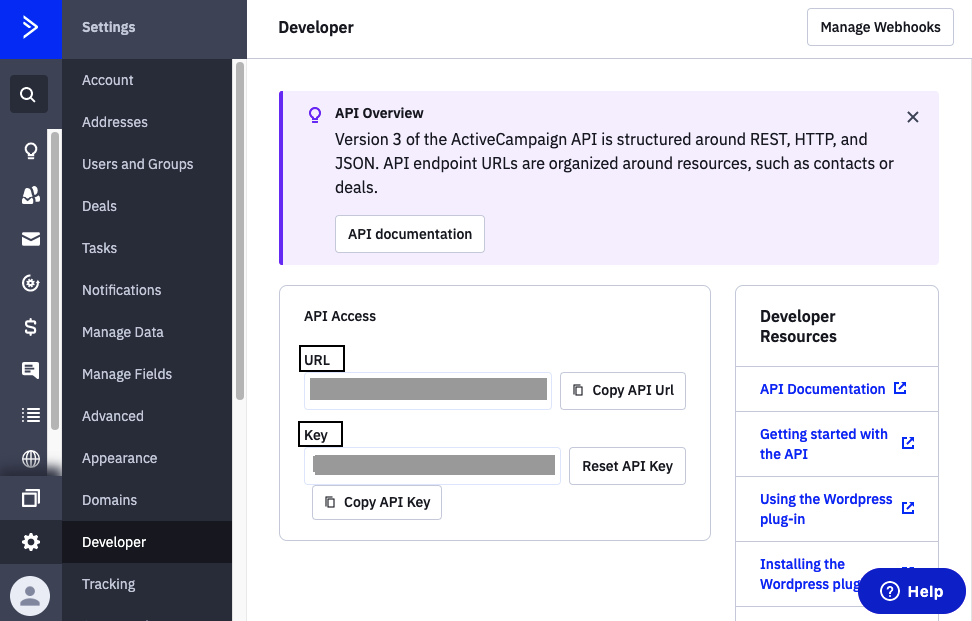 Settings
Developer
Manage Webhooks
Account
Addresses
Users and Groups
Deals
Tasks
Notifications
Manage Data
Manage Fields
Advanced
Appearance
Domains
Developer
Tracking
API Overview
Version 3 of the ActiveCampaign API is structured around REST, HTTP, and
JSON. API endpoint URLs are organized around resources, such as contacts or
deals.
API documentation
API Access
URL
Copy API Url
Key
Reset API Key
Copy API Key
Developer
Resources
API Documentation
Getting started with
the API
Using the Wordpress
plug-in
Installing the
Wordpress plug
Help